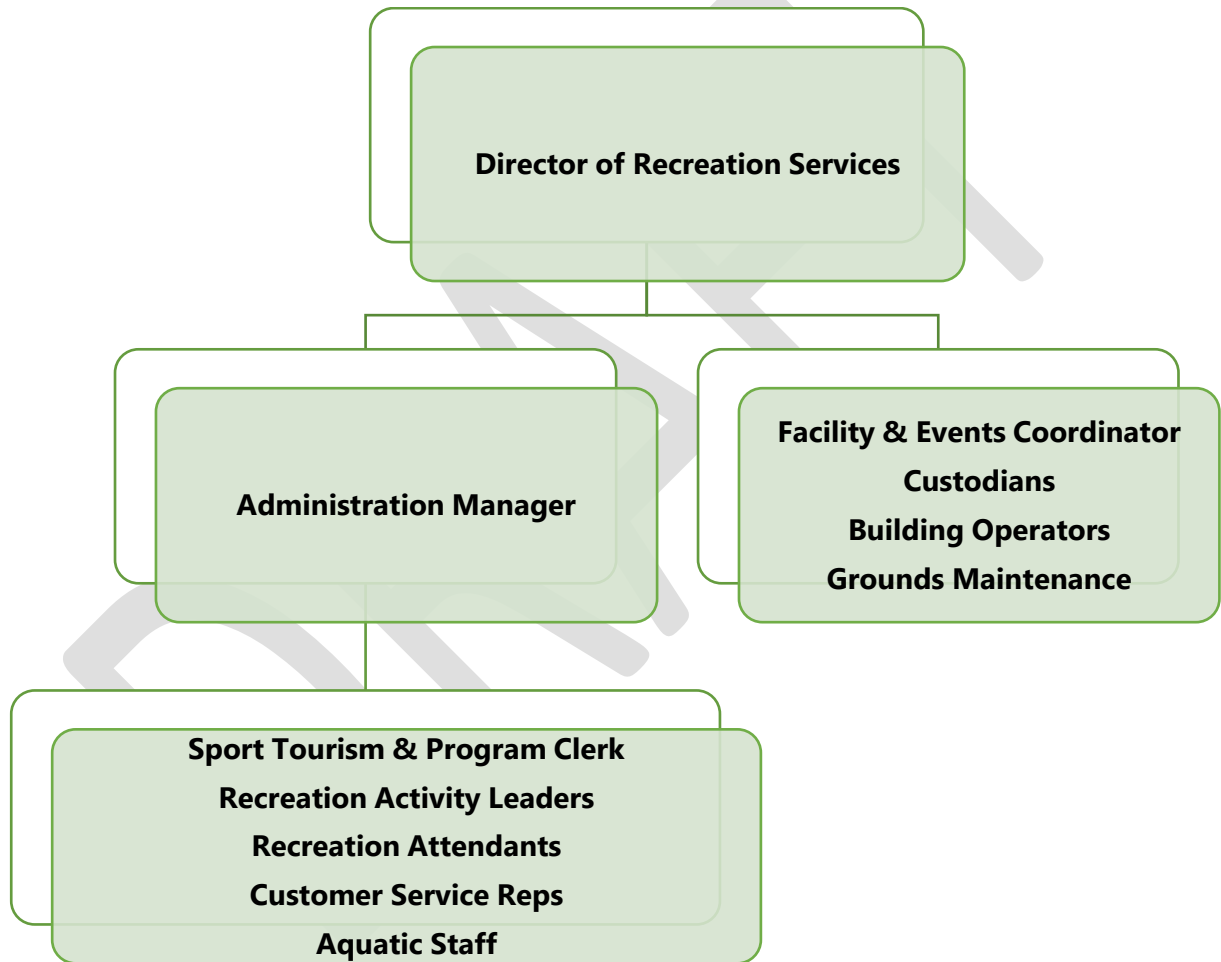 Director of Recreation Services
Administration Manager
Facility & Events Coordinator
Custodians
Building Operators
Grounds Maintenance
Sport Tourism & Program Clerk
Recreation Activity Leaders
Recreation Attendants
Customer Service Reps
Aquatic Staff
DRAFT